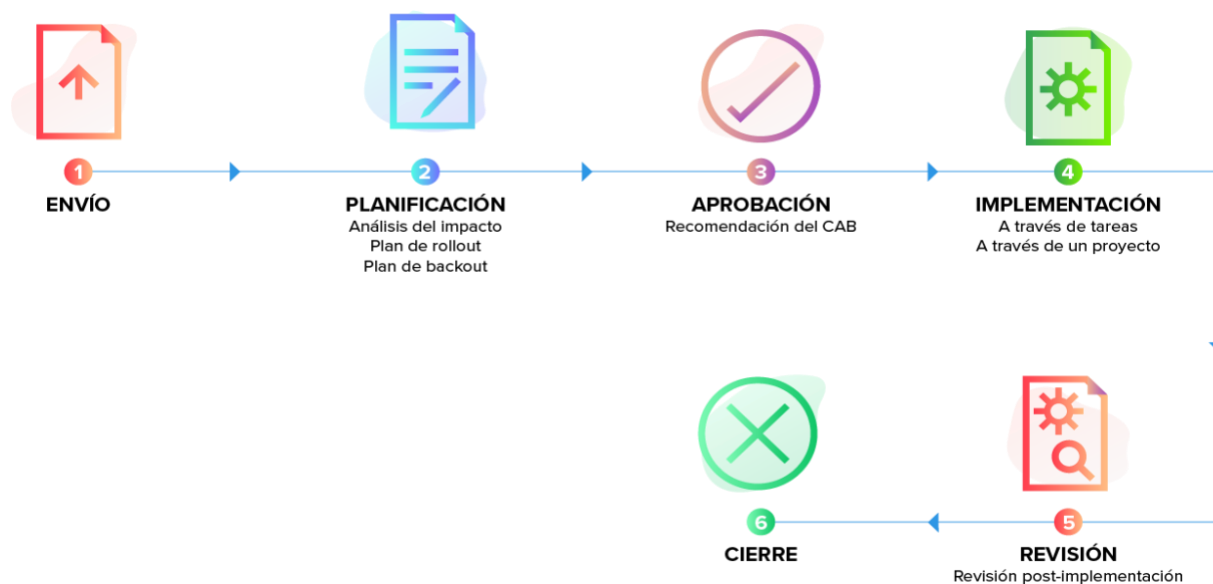 1
ENVÍO
2
PLANIFICACIÓN
Análisis del impacto
Plan de rollout
Plan de backout
3
APROBACIÓN
Recomendación del CAB
4
IMPLEMENTACIÓN
A través de tareas
A través de un proyecto
5
REVISIÓN
Revisión post-implementación
6
CIERRE